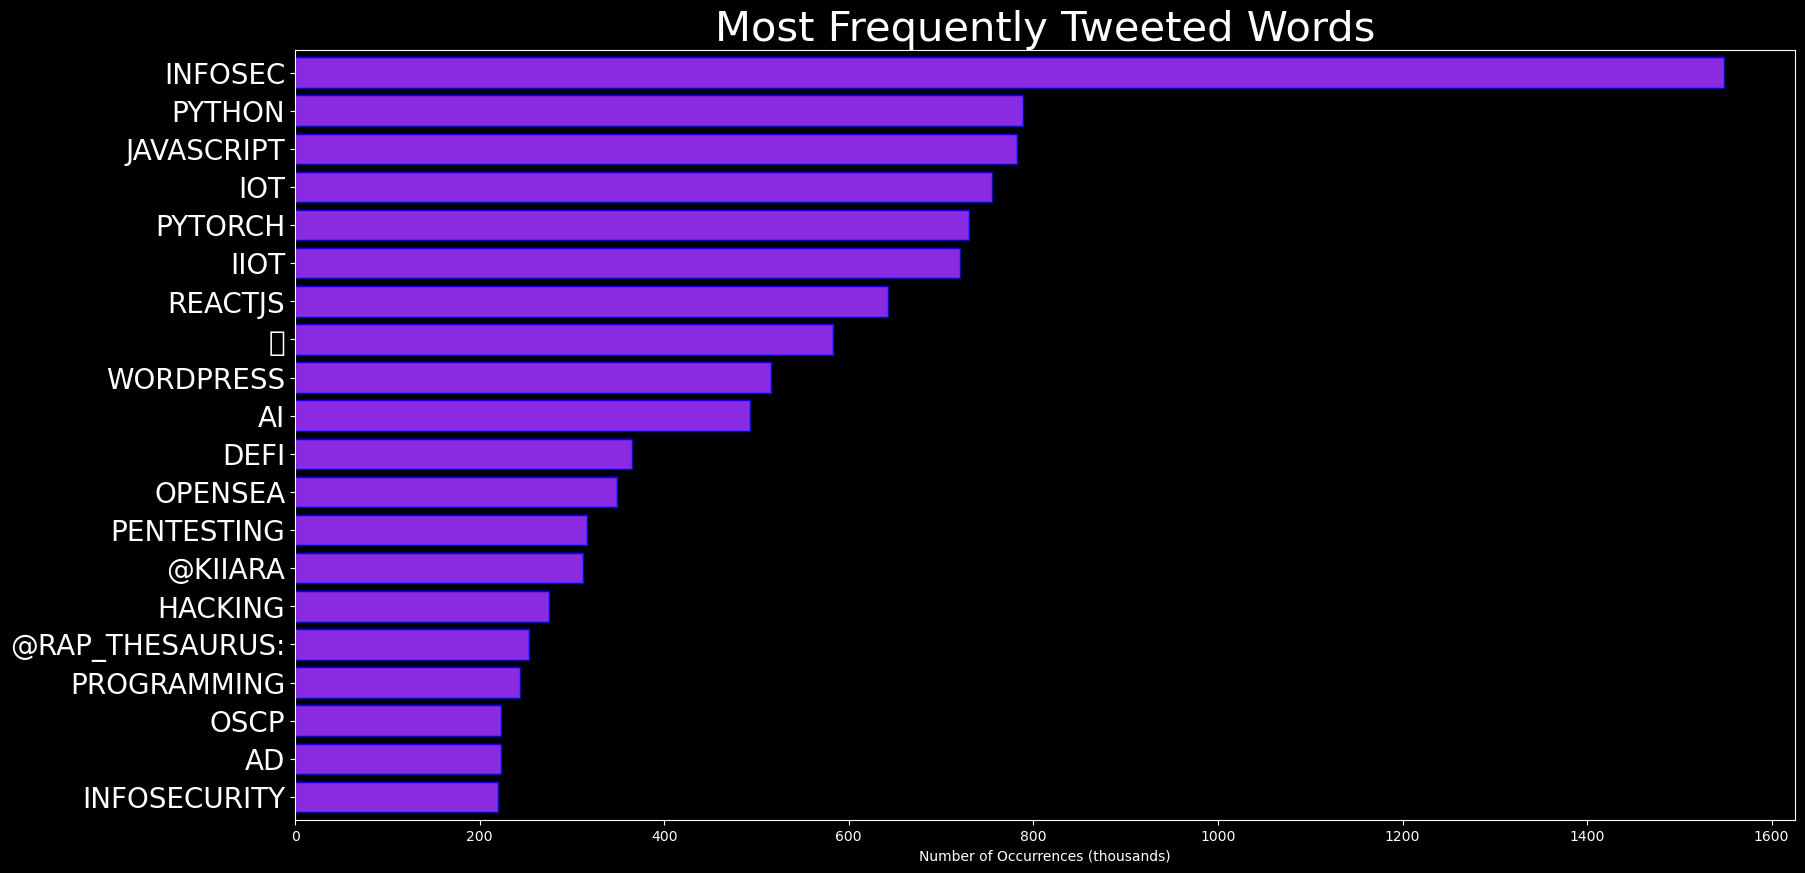 Most Frequently Tweeted Words
INFOSEC
PYTHON
JAVASCRIPT
IOT
PYTORCH
IIOT
REACTJS
WORDPRESS
AI
DEFI
OPENSEA
PENTESTING
@KIIARA
HACKING
@RAP_THESAURUS:
PROGRAMMING
OSCP
AD
INFOSECURITY
0 200 400 600 800 1000 1200 1400 1600
Number of Occurrences (thousands)